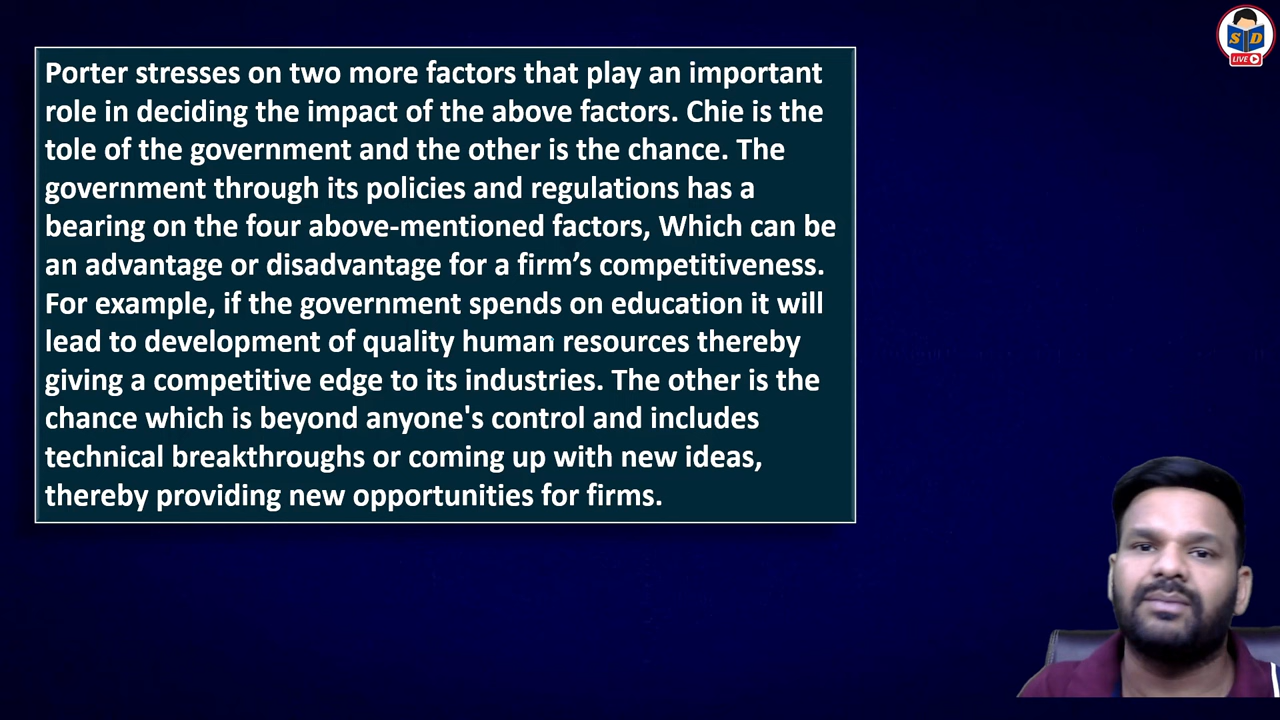 S D
LIVE
Porter stresses on two more factors that play an important
role in deciding the impact of the above factors. Chie is the
tole of the government and the other is the chance. The
government through its policies and regulations has a
bearing on the four above-mentioned factors, Which can be
an advantage or disadvantage for a firm’s competitiveness.
For example, if the government spends on education it will
lead to development of quality human resources thereby
giving a competitive edge to its industries. The other is the
chance which is beyond anyone's control and includes
technical breakthroughs or coming up with new ideas,
thereby providing new opportunities for firms.